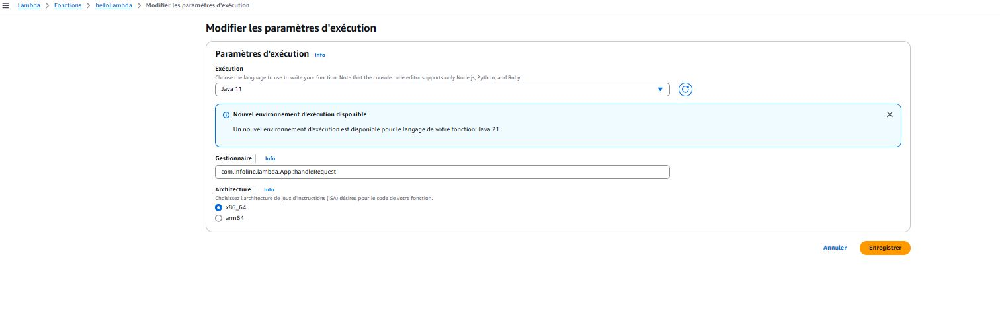 Lambda > Fonctions > helloLambda > Modifier les paramètres d'exécution
Modifier les paramètres d'exécution
Paramètres d'exécution Info
Exécution
Choose the language to use to write your function. Note that the console code editor supports only Node.js, Python, and Ruby.
Java 11
Nouvel environnement d'exécution disponible
Un nouvel environnement d'exécution est disponible pour le langage de votre fonction: Java 21
Gestionnaire | Info
com.infoline.lambda.App::handleRequest
Architecture | Info
Choisissez l'architecture de jeux d'instructions (ISA) désirée pour le code de votre fonction.
x86_64
arm64
Annuler Enregistrer